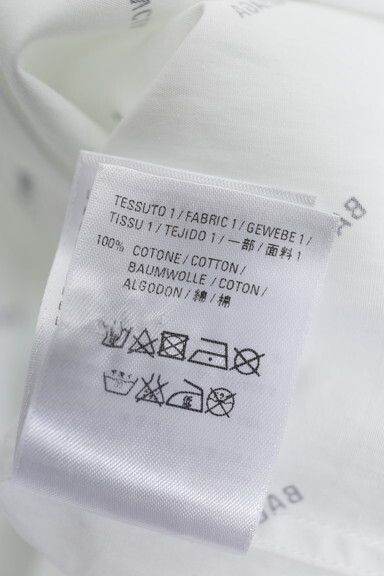 TESSUTO 1 / FABRIC 1 / GEWEBE 1 /
TISSU 1 / TEJIDO 1 / 一部 / 面料 1
100% COTONE / COTTON /
BAUMWOLLE / COTON /
ALGODON / 綿 / 棉
低